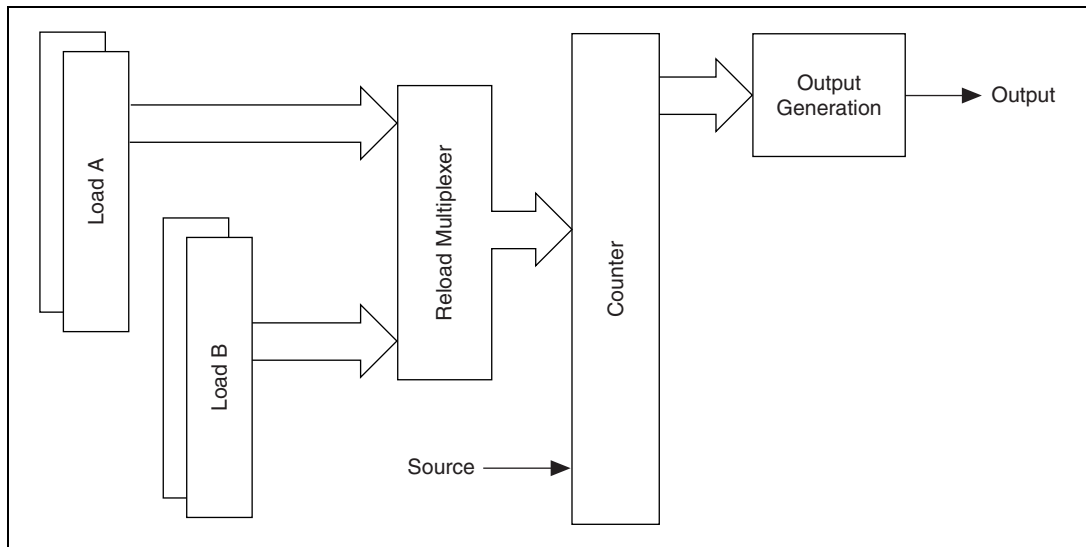 Load A
Load B
Reload Multiplexer
Source
Counter
Output
Generation
Output